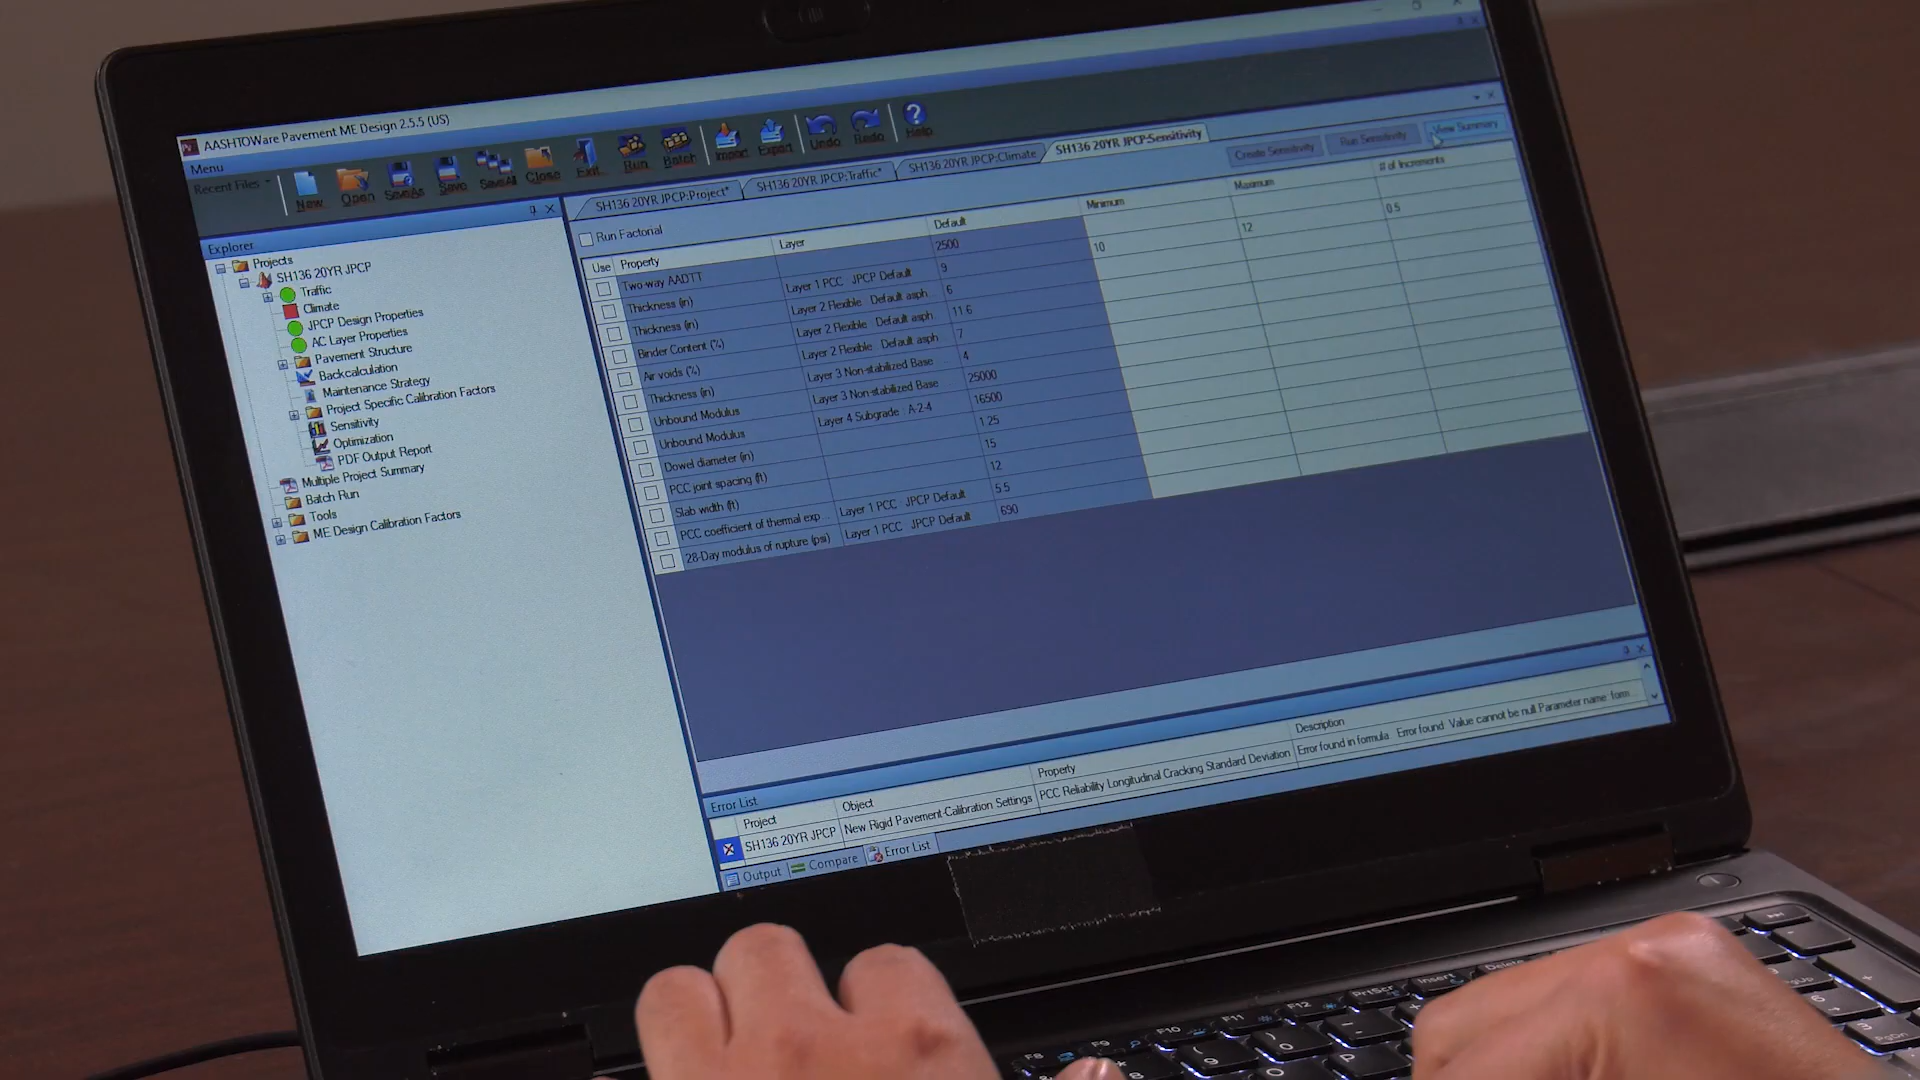 AASHTOWare Pavement ME Design 2.5.5 (US)
Menu
Recent Files
New Open SaveAs Save SaveAll Close Exit Run Batch Import Export Undo Redo Help
Explorer
Projects
SH136 20YR JPCP
Traffic
Climate
JPCP Design Properties
AC Layer Properties
Pavement Structure
Backcalculation
Maintenance Strategy
Project Specific Calibration Factors
Sensitivity
Optimization
PDF Output Report
Multiple Project Summary
Batch Run
Tools
ME Design Calibration Factors
SH136 20YR JPCP:Project* SH136 20YR JPCP:Traffic* SH136 20YR JPCP:Climate SH136 20YR JPCP:Sensitivity
Run Factorial Create Sensitivity Run Sensitivity View Summary
Use Property Layer Default Minimum Maximum # of Increments
Two-way AADTT 2500 10 12 0.5
Thickness (in) Layer 1 PCC : JPCP Default 9
Thickness (in) Layer 2 Flexible : Default asph... 6
Binder Content (%) Layer 2 Flexible : Default asph... 11.6
Air voids (%) Layer 2 Flexible : Default asph... 7
Thickness (in) Layer 3 Non-stabilized Base ... 4
Unbound Modulus Layer 3 Non-stabilized Base ... 25000
Unbound Modulus Layer 4 Subgrade : A-2-4 16500
Dowel diameter (in) 1.25
PCC joint spacing (ft) 15
Slab width (ft) 12
PCC coefficient of thermal exp... Layer 1 PCC : JPCP Default 5.5
28-Day modulus of rupture (psi) Layer 1 PCC : JPCP Default 690
Error List
Project Object Property Description
SH136 20YR JPCP New Rigid Pavement-Calibration Settings PCC Reliability Longitudinal Cracking Standard Deviation Error found in formula Error found Value cannot be null.Parameter name: form...
Output Compare Error List
F8 F9 F10 F11 F12 PrtScr Insert Delete
PgUp
PgDn